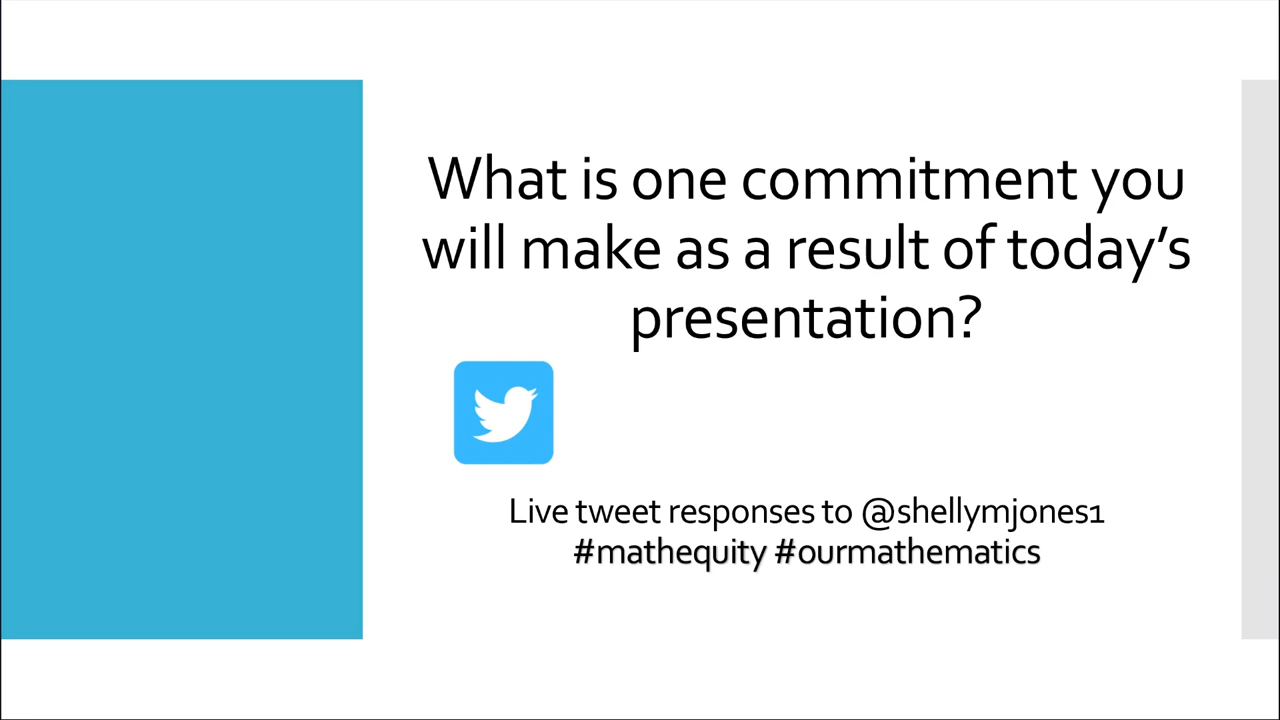 What is one commitment you
will make as a result of today’s
presentation?
Live tweet responses to @shellymjones1
#mathequity #ourmathematics